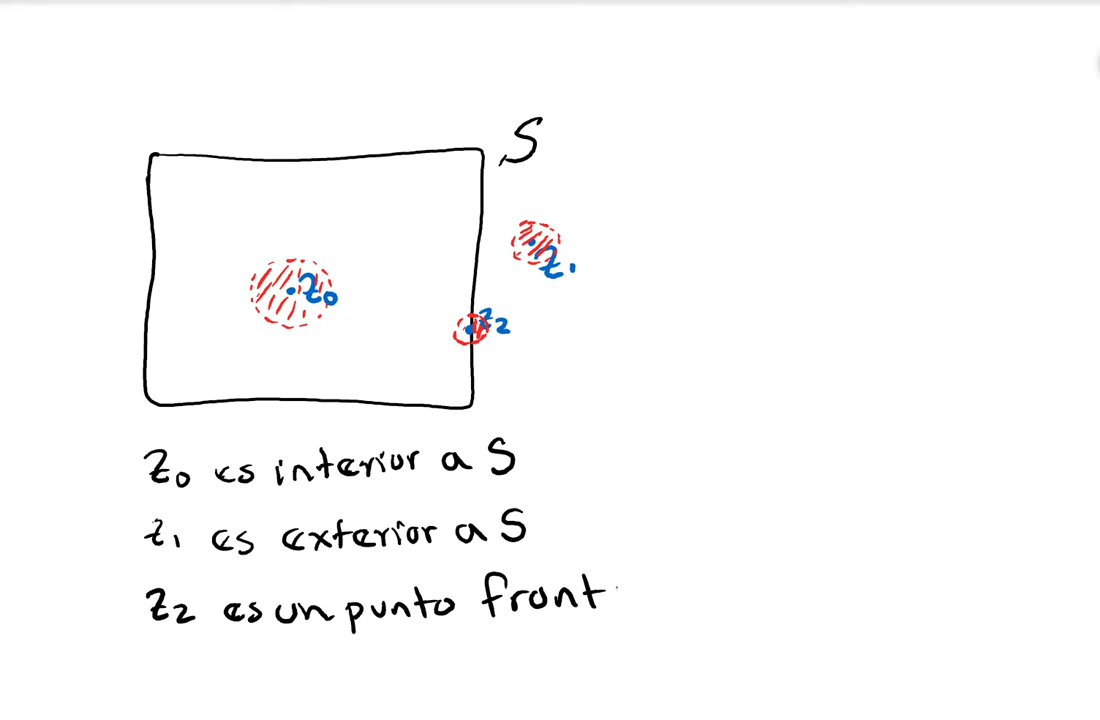 S
z₁
z₀
z₂
z₀ es interior a S
z₁ es exterior a S
z₂ es un punto front